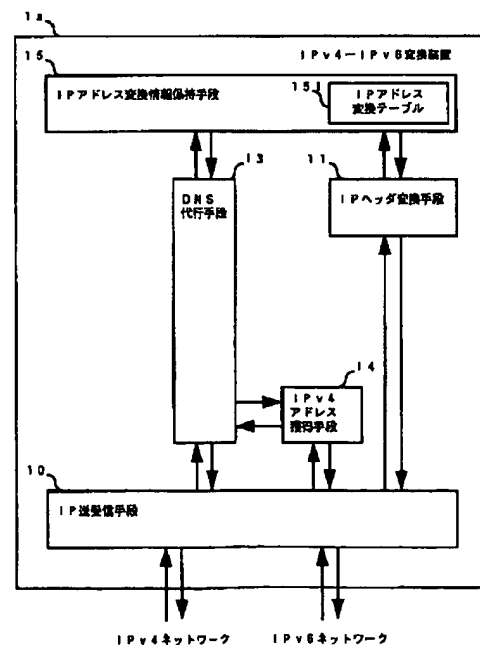 1a
IPv4－IPv6変換装置
15
IPアドレス変換情報保持手段
151
IPアドレス
変換テーブル
13
DNS
代行手段
11
IPヘッダ変換手段
14
IPv4
アドレス
獲得手段
10
IP送受信手段
IPv4ネットワーク
IPv6ネットワーク